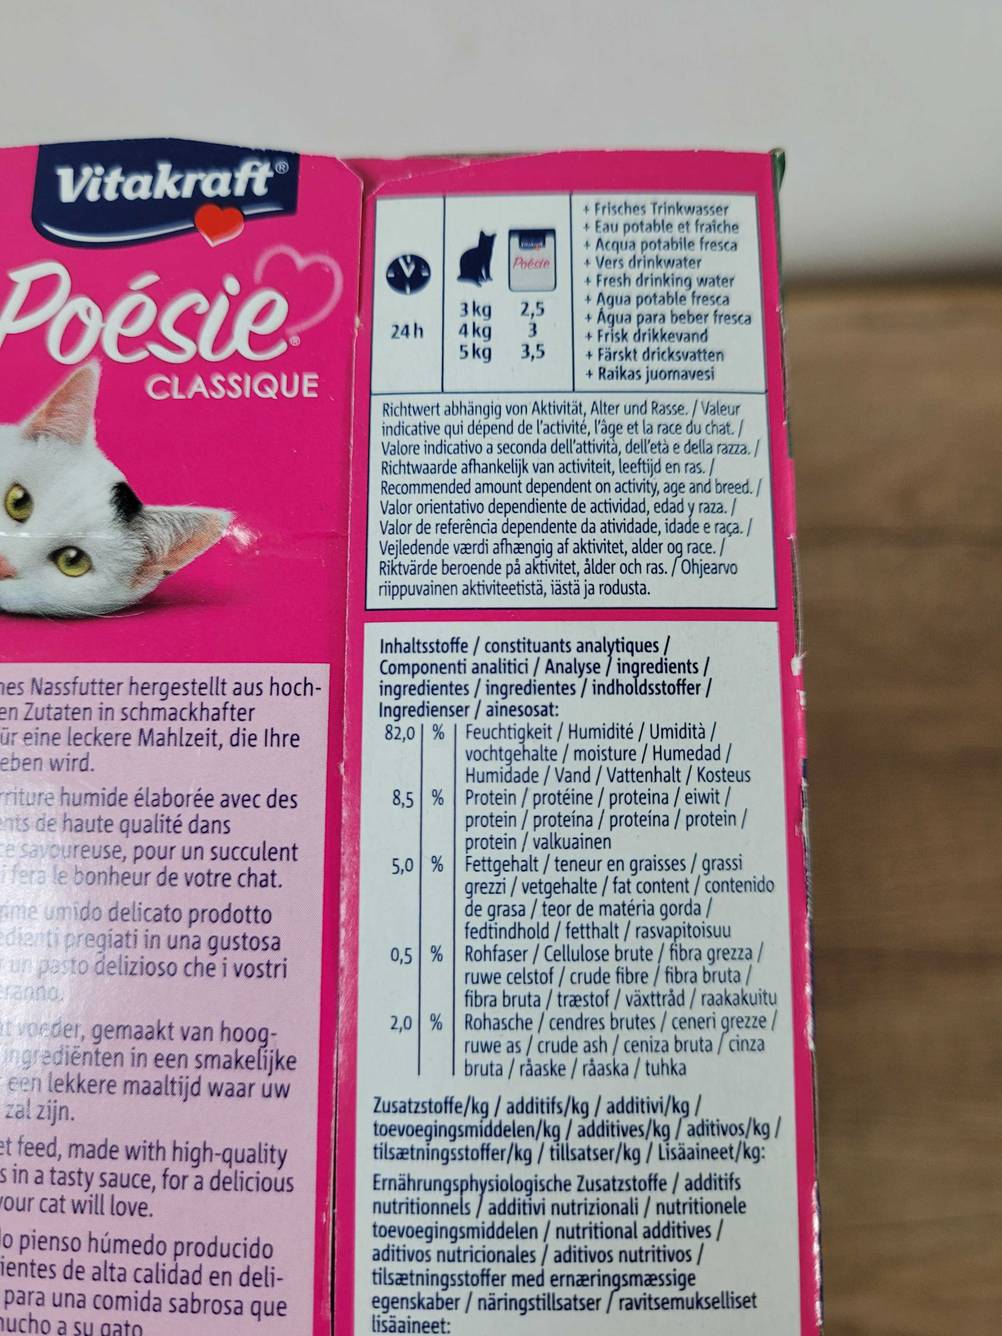 Vitakraft®
Poésie®
CLASSIQUE
Nassfutter hergestellt aus hoch-
Zutaten in schmackhafter
eine leckere Mahlzeit, die Ihre
wird.
humide élaborée avec des
de haute qualité dans
savoureuse, pour un succulent
fera le bonheur de votre chat.
umido delicato prodotto
pregiati in una gustosa
un pasto delizioso che i vostri
voeder, gemaakt van hoog-
ingrediënten in een smakelijke
een lekkere maaltijd waar uw
zal zijn.
feed, made with high-quality
in a tasty sauce, for a delicious
your cat will love.
pienso húmedo producido
de alta calidad en deli-
para una comida sabrosa que
mucho a su gato
24 h
3 kg 2,5
4 kg 3
5 kg 3,5
Vitakraft
Poésie
+ Frisches Trinkwasser
+ Eau potable et fraîche
+ Acqua potabile fresca
+ Vers drinkwater
+ Fresh drinking water
+ Agua potable fresca
+ Água para beber fresca
+ Frisk drikkevand
+ Färskt dricksvatten
+ Raikas juomavesi
Richtwert abhängig von Aktivität, Alter und Rasse. / Valeur
indicative qui dépend de l'activité, l'âge et la race du chat. /
Valore indicativo a seconda dell'attività, dell'età e della razza. /
Richtwaarde afhankelijk van activiteit, leeftijd en ras. /
Recommended amount dependent on activity, age and breed. /
Valor orientativo dependiente de actividad, edad y raza. /
Valor de referência dependente da atividade, idade e raça. /
Vejledende værdi afhængig af aktivitet, alder og race. /
Riktvärde beroende på aktivitet, ålder och ras. / Ohjearvo
riippuvainen aktiviteetistä, iästä ja rodusta.
Inhaltsstoffe / constituants analytiques /
Componenti analitici / Analyse / ingredients /
ingredientes / ingredientes / indholdsstoffer /
Ingredienser / ainesosat:
82,0 % Feuchtigkeit / Humidité / Umidità /
vochtgehalte / moisture / Humedad /
Humidade / Vand / Vattenhalt / Kosteus
8,5 % Protein / protéine / proteina / eiwit /
protein / proteína / proteína / protein /
protein / valkuainen
5,0 % Fettgehalt / teneur en graisses / grassi
grezzi / vetgehalte / fat content / contenido
de grasa / teor de matéria gorda /
fedtindhold / fetthalt / rasvapitoisuu
0,5 % Rohfaser / Cellulose brute / fibra grezza /
ruwe celstof / crude fibre / fibra bruta /
fibra bruta / træstof / växttråd / raakakuitu
2,0 % Rohasche / cendres brutes / ceneri grezze /
ruwe as / crude ash / ceniza bruta / cinza
bruta / råaske / råaska / tuhka
Zusatzstoffe/kg / additifs/kg / additivi/kg /
toevoegingsmiddelen/kg / additives/kg / aditivos/kg /
tilsætningsstoffer/kg / tillsatser/kg / Lisäaineet/kg:
Ernährungsphysiologische Zusatzstoffe / additifs
nutritionnels / additivi nutrizionali / nutritionele
toevoegingsmiddelen / nutritional additives /
aditivos nutricionales / aditivos nutritivos /
tilsætningsstoffer med ernæringsmæssige
egenskaber / näringstillsatser / ravitsemukselliset
lisäaineet: